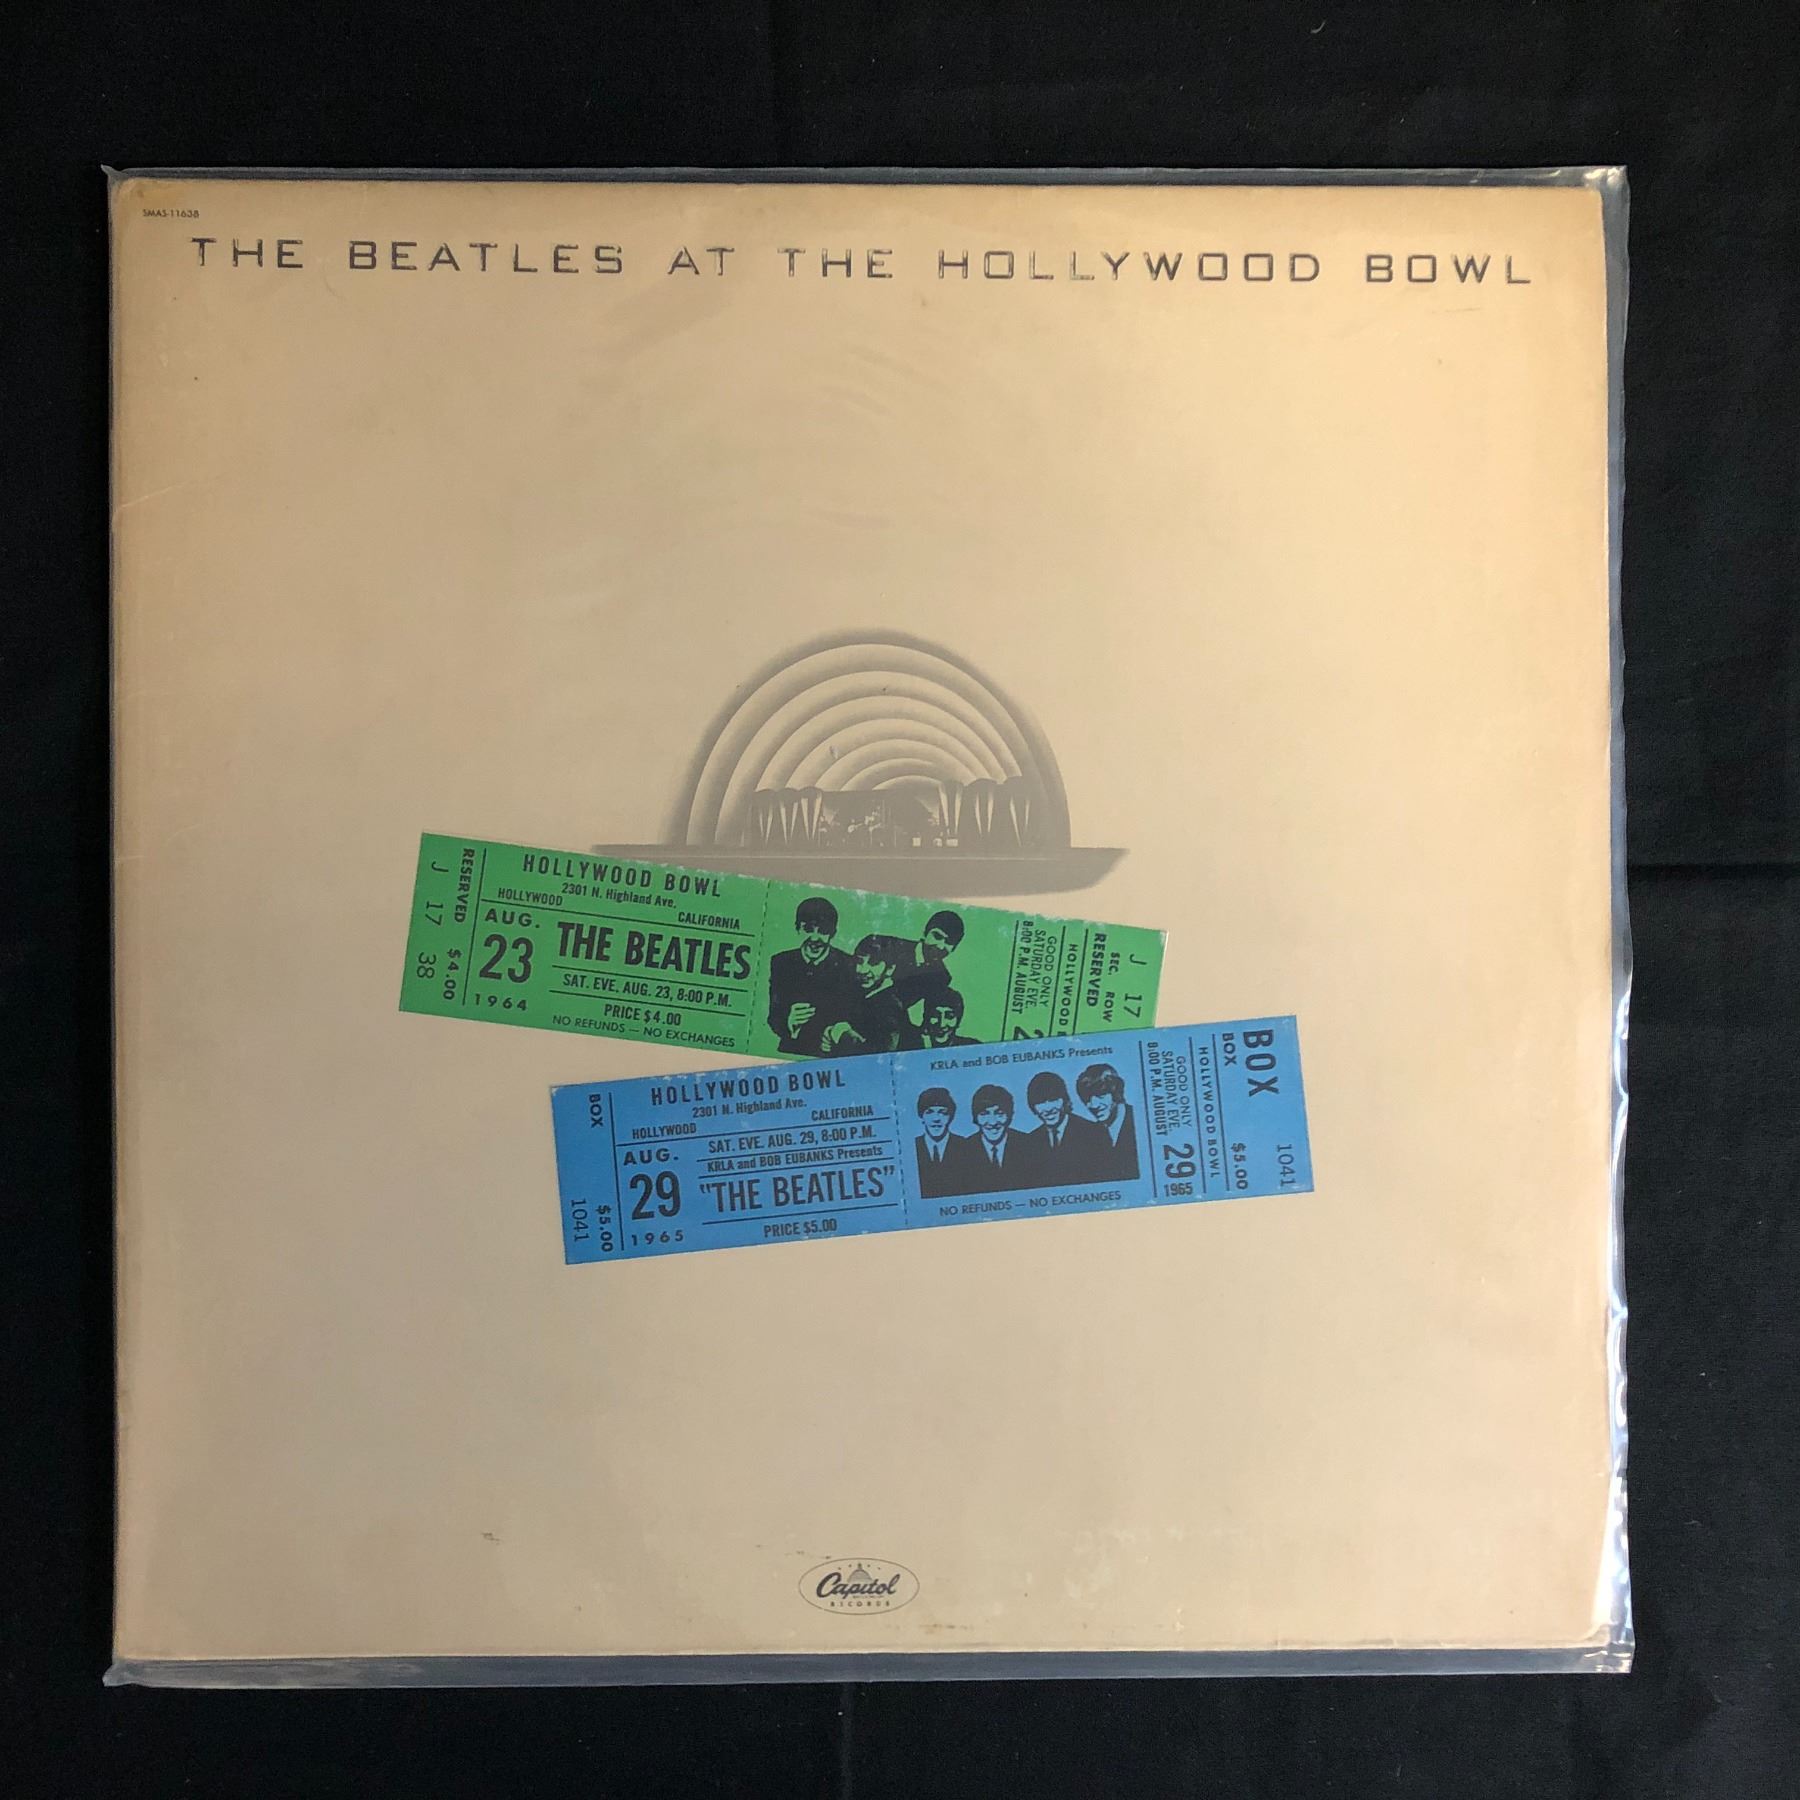 SMAS-11638
THE BEATLES AT THE HOLLYWOOD BOWL
RESERVED $4.00
J 17 38
HOLLYWOOD BOWL
2301 N. Highland Ave.
HOLLYWOOD CALIFORNIA
AUG.
23
1964
THE BEATLES
SAT. EVE. AUG. 23, 8:00 P.M.
PRICE $4.00
NO REFUNDS — NO EXCHANGES
J 17
SEC. ROW
RESERVED
HOLLYWOOD
GOOD ONLY
SATURDAY EVE.
8:00 P.M. AUGUST
BOX $5.00
1041
HOLLYWOOD BOWL
2301 N. Highland Ave.
HOLLYWOOD CALIFORNIA
SAT. EVE. AUG. 29, 8:00 P.M.
KRLA and BOB EUBANKS Presents
AUG.
29
1965
"THE BEATLES"
PRICE $5.00
KRLA and BOB EUBANKS Presents
NO REFUNDS — NO EXCHANGES
BOX 1041
BOX $5.00
HOLLYWOOD BOWL
GOOD ONLY
SATURDAY EVE.
8:00 P.M. AUGUST
29
1965
Capitol
RECORDS